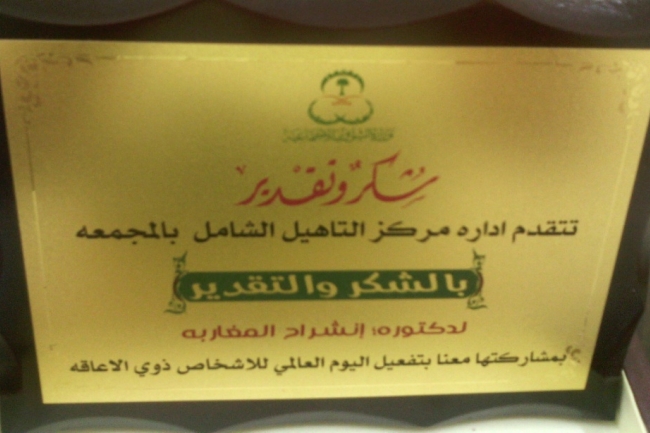 شكر وتقدير
تتقدم اداره مركز التاهيل الشامل بالمجمعه
بالشكر والتقدير
لدكتوره: إنشراح المغاربه
بمشاركتها معنا بتفعيل اليوم العالمي للاشخاص ذوي الاعاقه